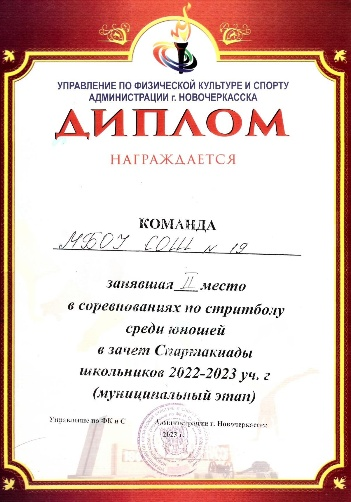 УПРАВЛЕНИЕ ПО ФИЗИЧЕСКОЙ КУЛЬТУРЕ И СПОРТУ
АДМИНИСТРАЦИИ г. НОВОЧЕРКАССКА
ДИПЛОМ
НАГРАЖДАЕТСЯ
КОМАНДА
МБОУ СОШ № 19
занявшая II место
в соревнованиях по стритболу
среди юношей
в зачет Спартакиады
школьников 2022-2023 уч. г
(муниципальный этап)
Управление по ФК и С Администрации г. Новочеркасска
2023 г.